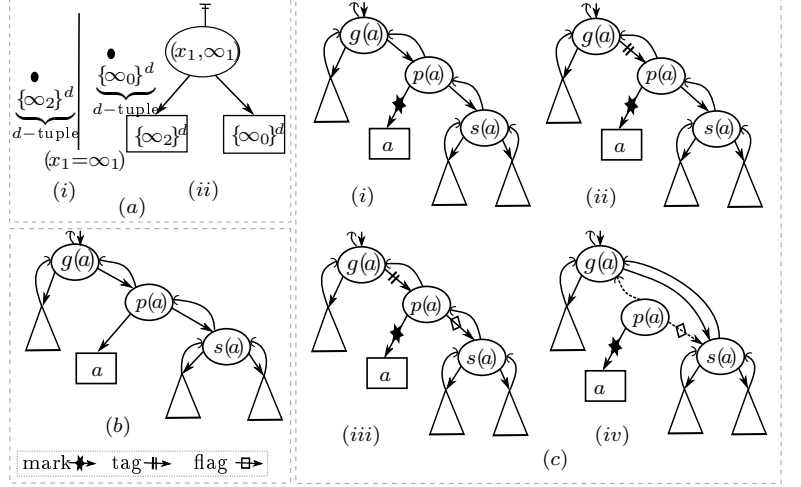 (x₁,∞₁)
{∞₂}ᵈ
d−tuple
{∞₀}ᵈ
d−tuple
{∞₂}ᵈ
{∞₀}ᵈ
(x₁=∞₁)
(i)
(ii)
(a)
g(a)
p(a)
a
s(a)
(b)
mark
tag
flag
g(a)
p(a)
a
s(a)
(i)
g(a)
p(a)
a
s(a)
(ii)
g(a)
p(a)
a
s(a)
(iii)
g(a)
p(a)
a
s(a)
(iv)
(c)